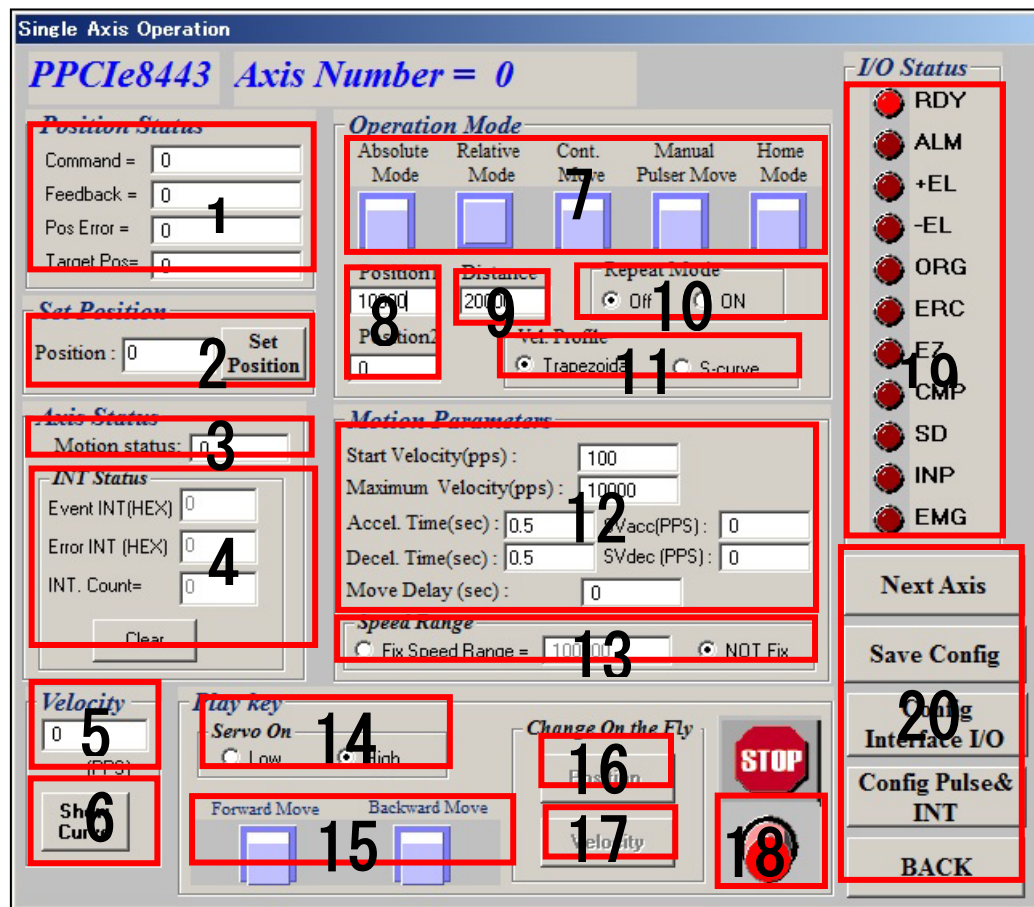 Single Axis Operation
PPCIe8443 Axis Number = 0
Position Status
Command = 0
Feedback = 0
Pos Error = 0
Target Pos= 0
1
Set Position
Position : 0
Set Position
2
Axis Status
Motion status: 0
3
INT Status
Event INT(HEX) 0
Error INT (HEX) 0
INT. Count= 0
4
Clear
Velocity
0
(PPS)
5
Show Curve
6
Operation Mode
Absolute Mode
Relative Mode
Cont. Move
Manual Pulser Move
Home Mode
7
Position1
10000
Position2
0
8
Distance
20000
9
Repeat Mode
Off ON
10
Vel. Profile
Trapezoidal S-curve
11
Motion Parameters
Start Velocity(pps) : 100
Maximum Velocity(pps) : 10000
Accel. Time(sec) : 0.5 SVacc(PPS) : 0
Decel. Time(sec) : 0.5 SVdec (PPS) : 0
Move Delay (sec) : 0
12
Speed Range
Fix Speed Range = NOT Fix
13
Play key
Servo On
Low High
14
Forward Move Backward Move
15
Change On the Fly
Position
16
Velocity
17
STOP
18
I/O Status
RDY
ALM
+EL
-EL
ORG
ERC
EZ
CMP
SD
INP
EMG
19
Next Axis
Save Config
Config Interface I/O
Config Pulse& INT
BACK
20